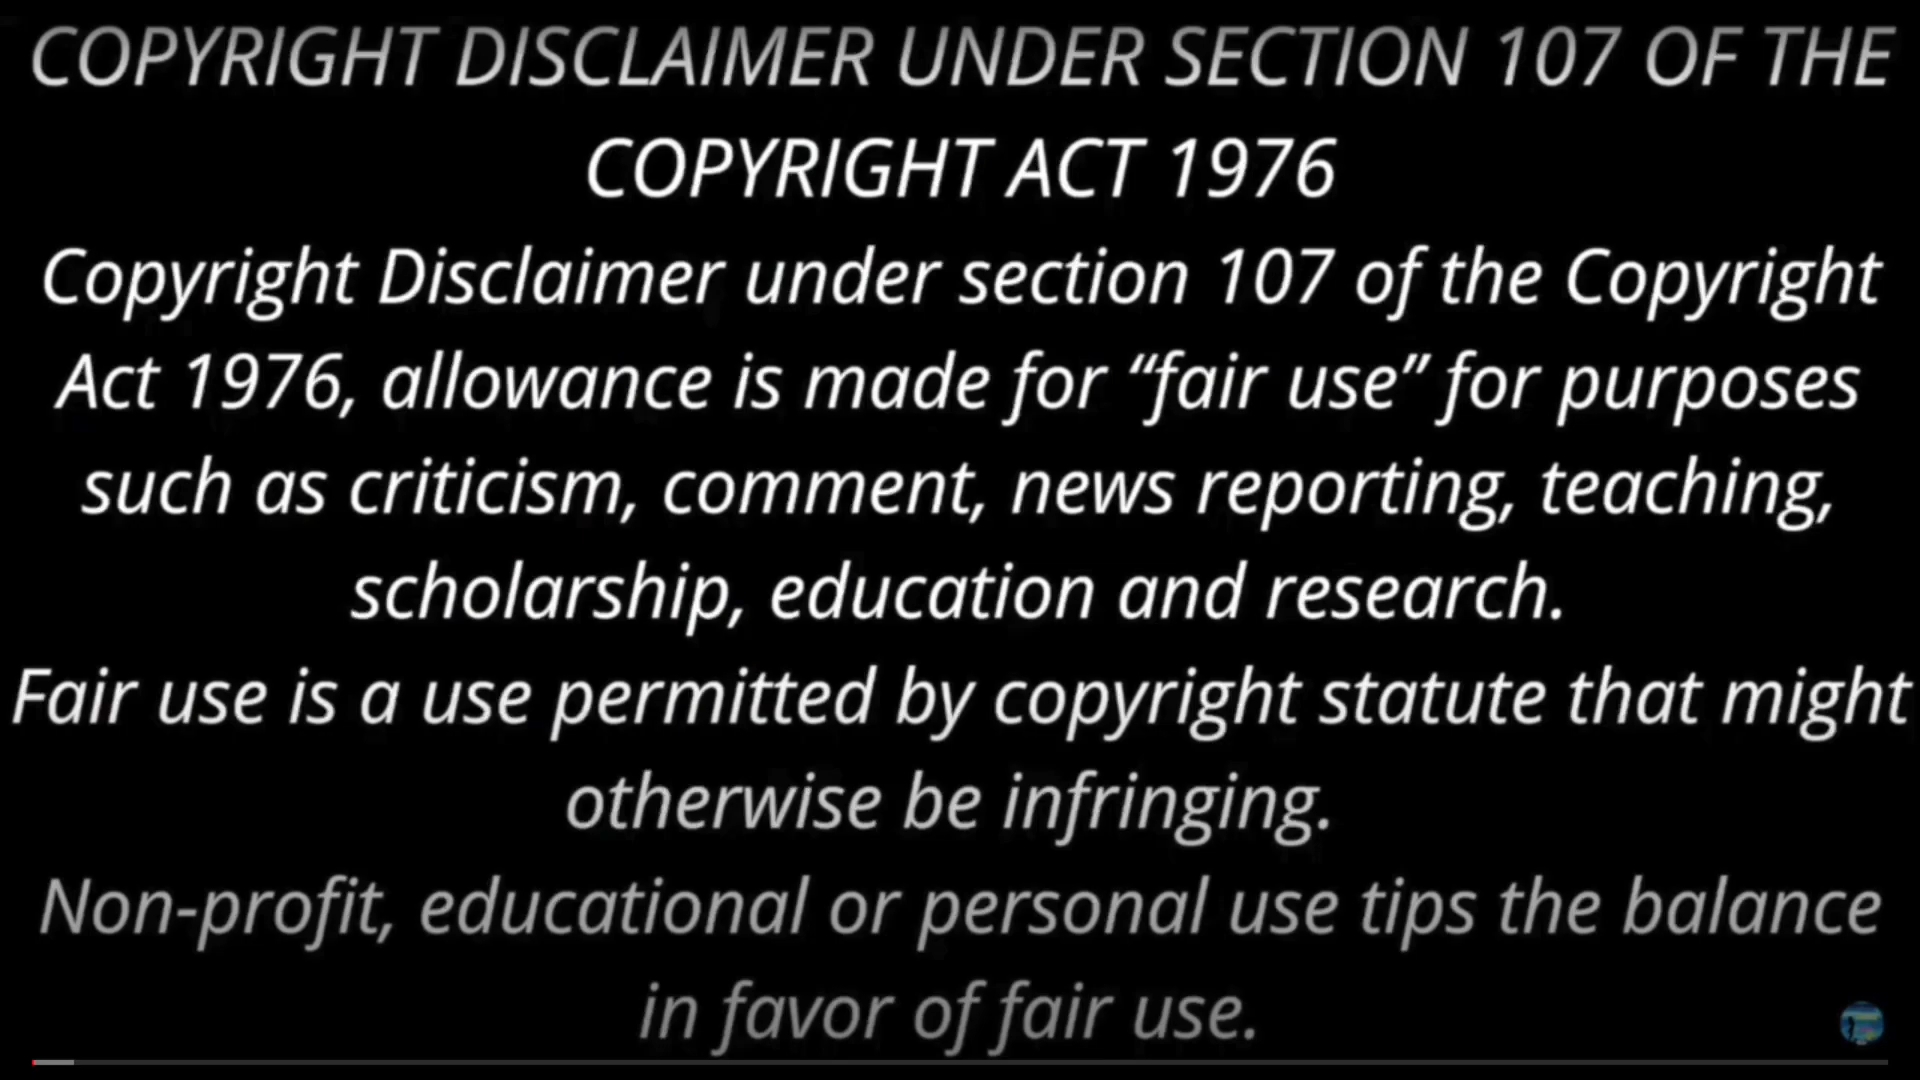 COPYRIGHT DISCLAIMER UNDER SECTION 107 OF THE
COPYRIGHT ACT 1976
Copyright Disclaimer under section 107 of the Copyright
Act 1976, allowance is made for “fair use” for purposes
such as criticism, comment, news reporting, teaching,
scholarship, education and research.
Fair use is a use permitted by copyright statute that might
otherwise be infringing.
Non-profit, educational or personal use tips the balance
in favor of fair use.